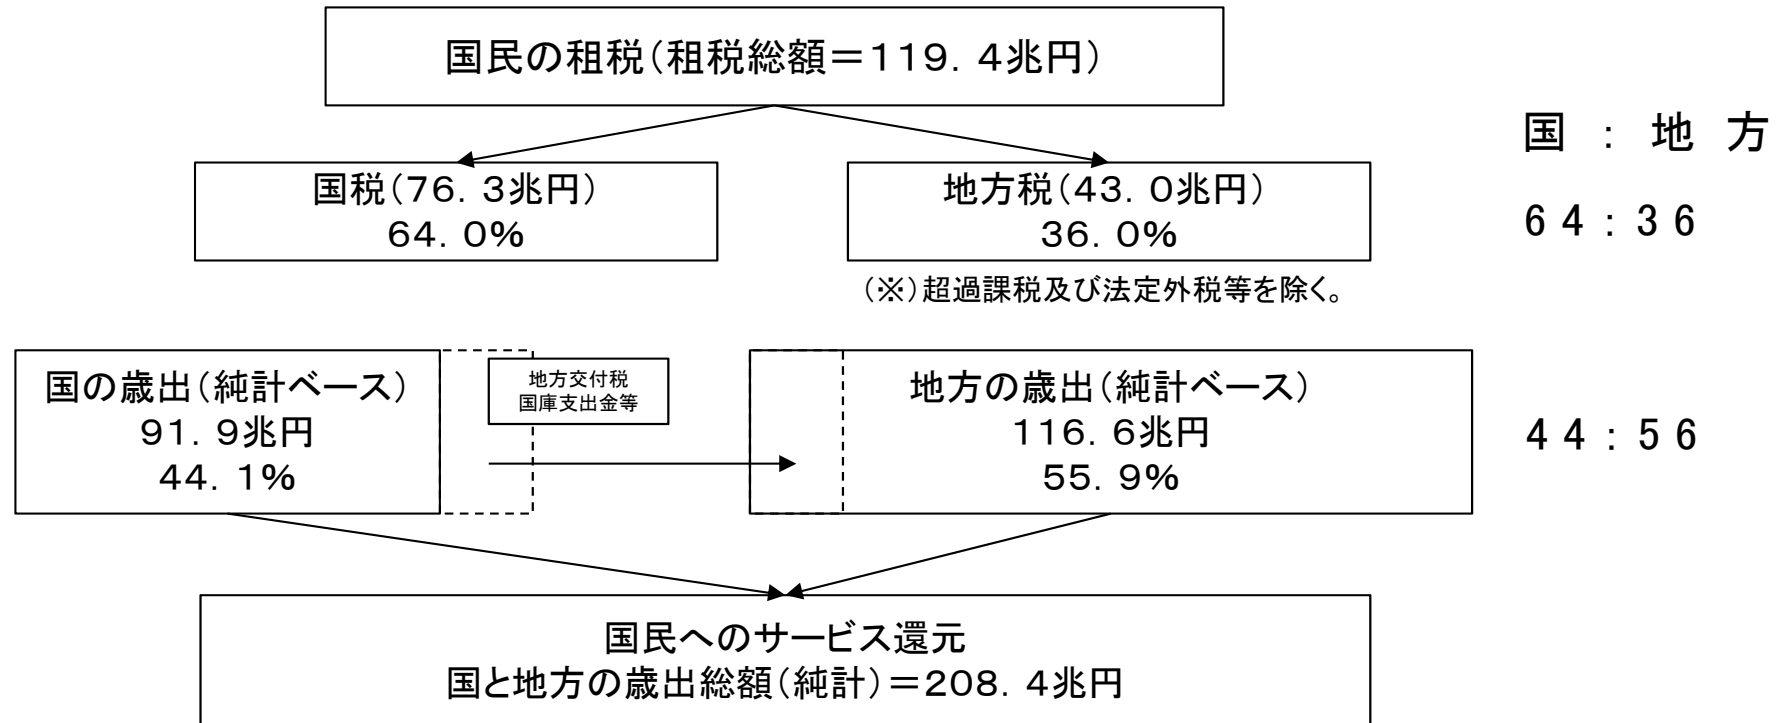 国民の租税(租税総額=119.4兆円)
国 : 地 方
国税(76.3兆円)
64.0%
地方税(43.0兆円)
36.0%
64:36
(※)超過課税及び法定外税等を除く。
国の歳出(純計ベース)
91.9兆円
44.1%
地方交付税
国庫支出金等
地方の歳出(純計ベース)
116.6兆円
55.9%
44:56
国民へのサービス還元
国と地方の歳出総額(純計)=208.4兆円